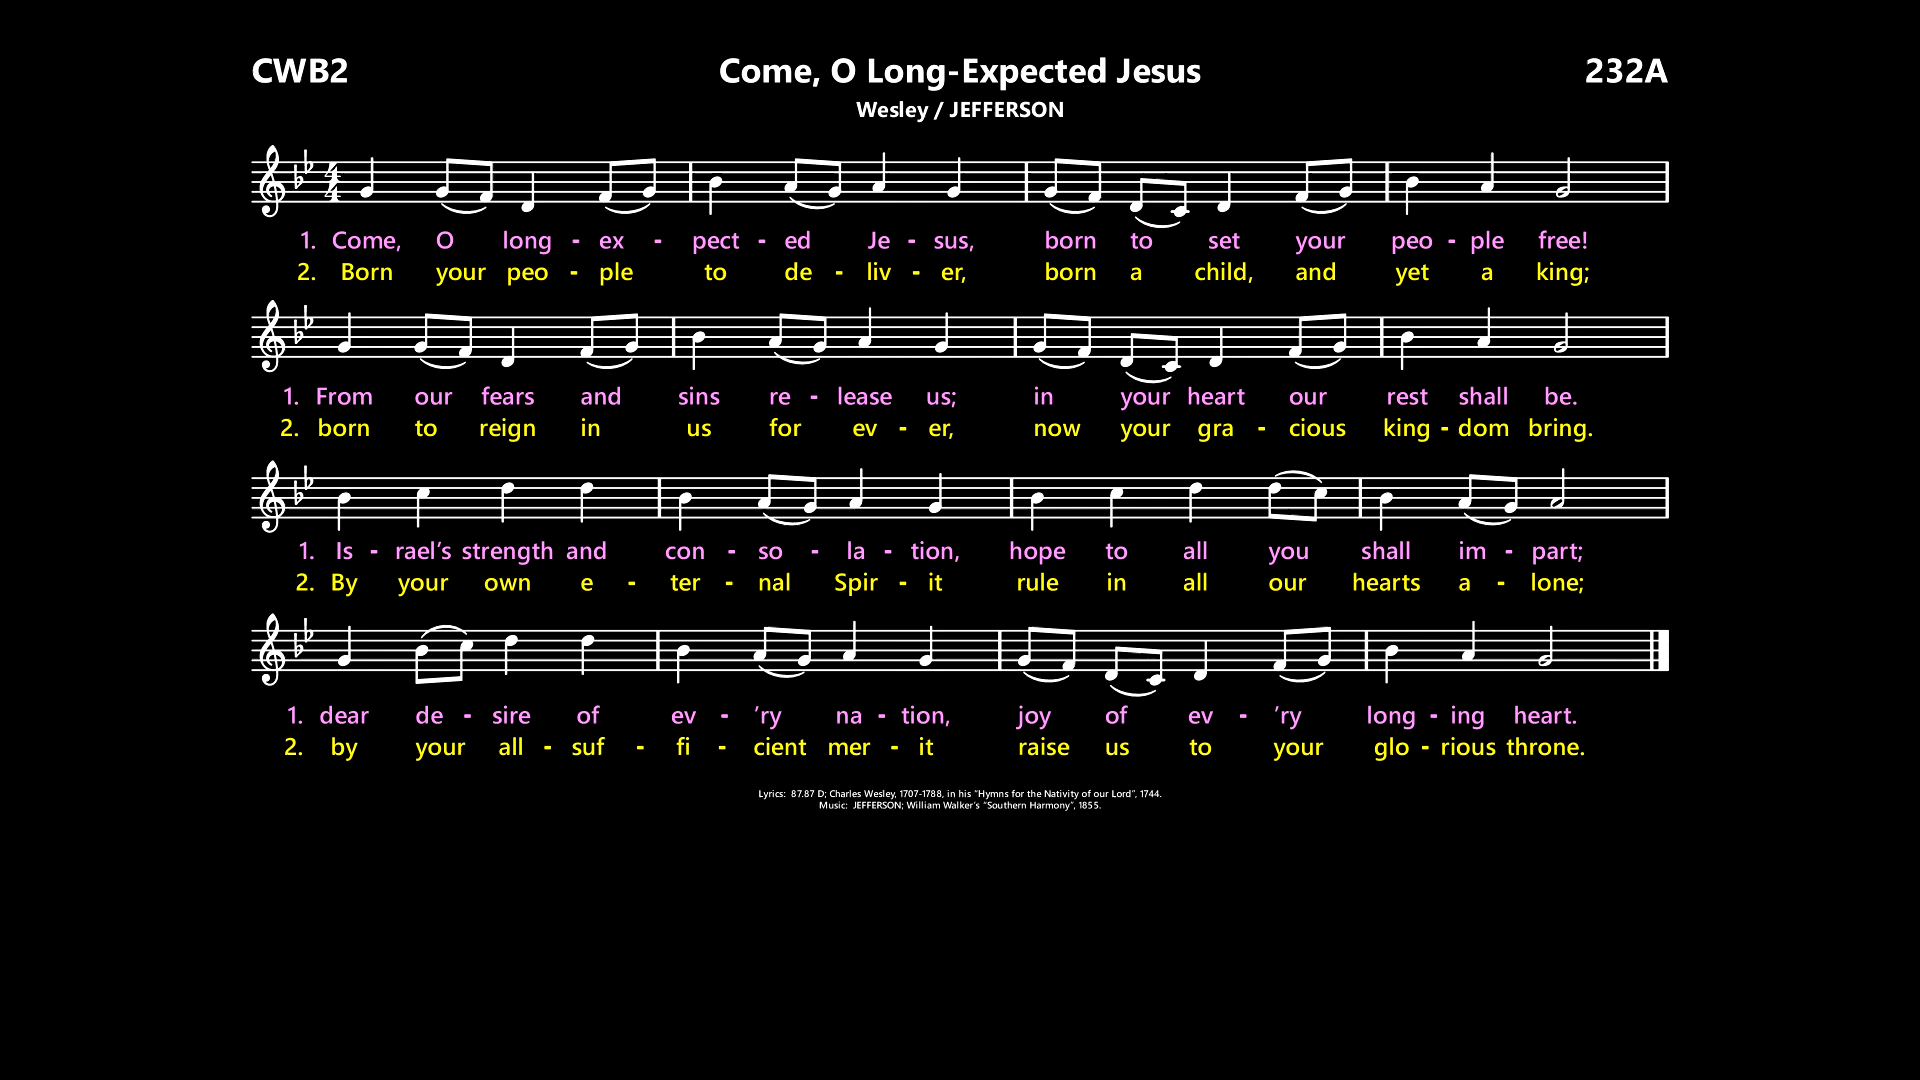 CWB2 Come, O Long-Expected Jesus 232A
Wesley / JEFFERSON
1. Come, O long - ex - pect - ed Je - sus, born to set your peo - ple free!
2. Born your peo - ple to de - liv - er, born a child, and yet a king;
1. From our fears and sins re - lease us; in your heart our rest shall be.
2. born to reign in us for ev - er, now your gra - cious king - dom bring.
1. Is - rael’s strength and con - so - la - tion, hope to all you shall im - part;
2. By your own e - ter - nal Spir - it rule in all our hearts a - lone;
1. dear de - sire of ev - ’ry na - tion, joy of ev - ’ry long - ing heart.
2. by your all - suf - fi - cient mer - it raise us to your glo - rious throne.
Lyrics: 87.87 D; Charles Wesley, 1707-1788, in his “Hymns for the Nativity of our Lord”, 1744.
Music: JEFFERSON; William Walker’s “Southern Harmony”, 1855.